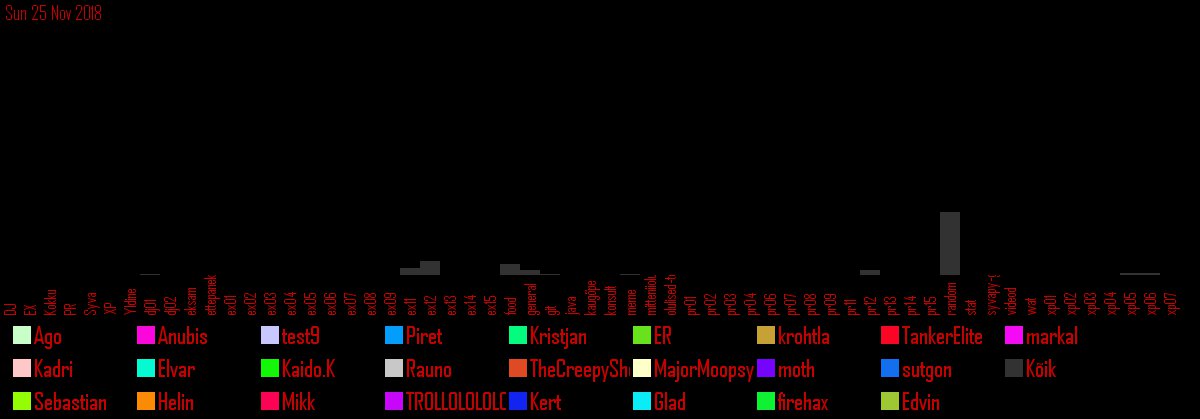 Sun 25 Nov 2018
DJ EX Kokku PR Syva XP Yldine dj01 dj02 eksam ettepanek ex01 ex02 ex03 ex04 ex05 ex06 ex07 ex08 ex09 ex11 ex12 ex13 ex14 ex15 food general git java kaugõpe konsult meme pr01 pr02 pr03 pr04 pr06 pr07 pr08 pr09 pr11 pr12 pr13 pr14 pr15 random stat videod wat xp01 xp02 xp03 xp04 xp05 xp06 xp07
Ago Anubis test9 Piret Kristjan ER krohtla TankerElite markal
Kadri Elvar Kaido.K Rauno TheCreepySh MajorMoopsy moth sutgon Kõik
Sebastian Helin Mikk TROLLOLOLOLO Kert Glad firehax Edvin